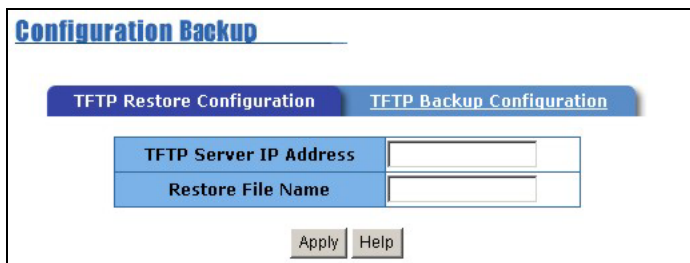 Configuration Backup
TFTP Restore Configuration TFTP Backup Configuration
TFTP Server IP Address
Restore File Name
Apply Help